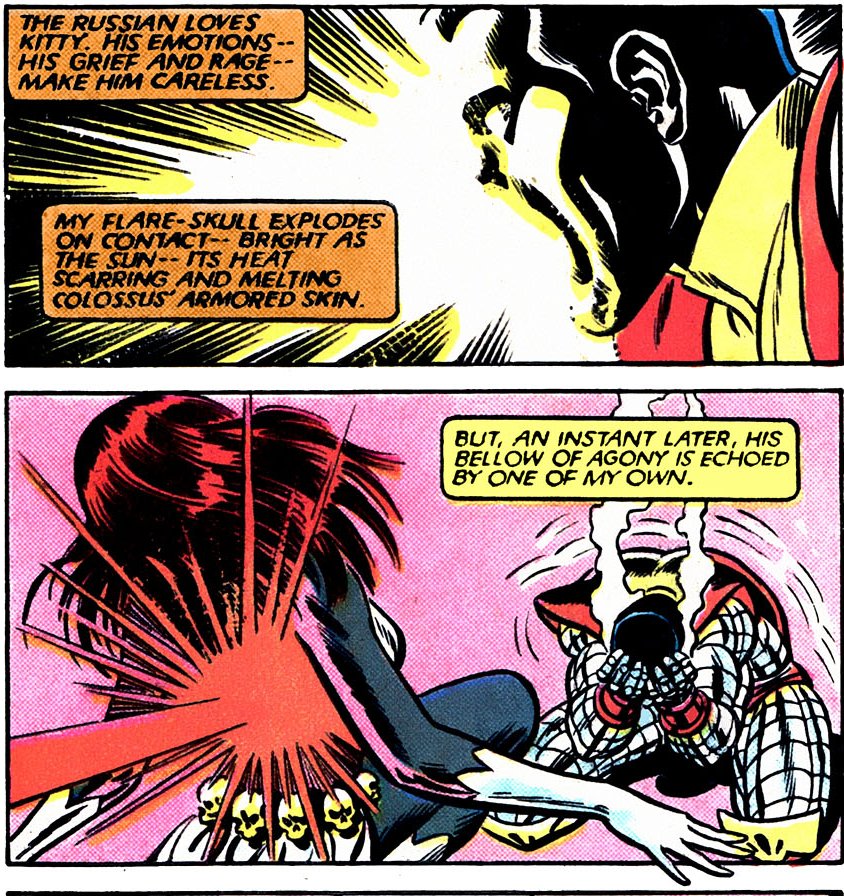 THE RUSSIAN LOVES
KITTY. HIS EMOTIONS--
HIS GRIEF AND RAGE--
MAKE HIM CARELESS.
MY FLARE-SKULL EXPLODES
ON CONTACT-- BRIGHT AS
THE SUN-- ITS HEAT
SCARRING AND MELTING
COLOSSUS' ARMORED SKIN.
BUT, AN INSTANT LATER, HIS
BELLOW OF AGONY IS ECHOED
BY ONE OF MY OWN.